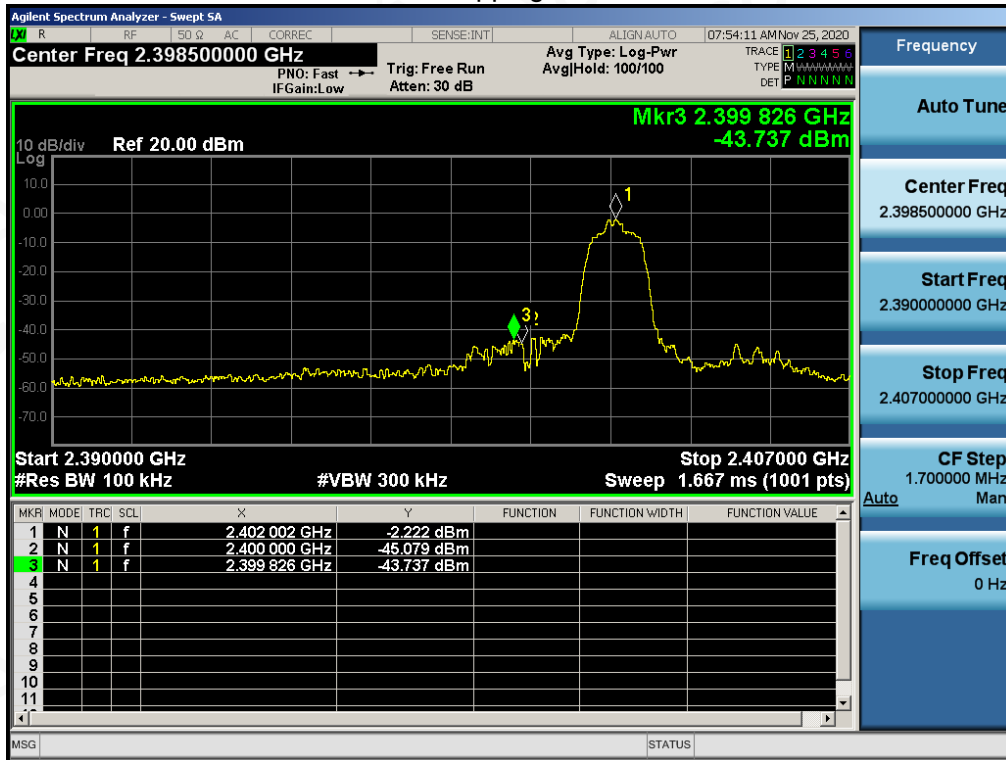 Agilent Spectrum Analyzer - Swept SA
LXI R RF 50 Ω AC CORREC SENSE:INT ALIGN AUTO 07:54:11 AM Nov 25, 2020
Center Freq 2.398500000 GHz
PNO: Fast
IFGain:Low
Trig: Free Run
Atten: 30 dB
Avg Type: Log-Pwr
Avg|Hold: 100/100
TRACE 1 2 3 4 5 6
TYPE M WWWWW
DET P N N N N N
Mkr3 2.399 826 GHz
-43.737 dBm
10 dB/div Ref 20.00 dBm
Log
10.0
0.00
-10.0
-20.0
-30.0
-40.0
-50.0
-60.0
-70.0
1
3
Start 2.390000 GHz Stop 2.407000 GHz
#Res BW 100 kHz #VBW 300 kHz Sweep 1.667 ms (1001 pts)
MKR MODE TRC SCL X Y FUNCTION FUNCTION WIDTH FUNCTION VALUE
1 N 1 f 2.402 002 GHz -2.222 dBm
2 N 1 f 2.400 000 GHz -45.079 dBm
3 N 1 f 2.399 826 GHz -43.737 dBm
4
5
6
7
8
9
10
11
MSG STATUS
Frequency
Auto Tune
Center Freq
2.398500000 GHz
Start Freq
2.390000000 GHz
Stop Freq
2.407000000 GHz
CF Step
1.700000 MHz
Auto Man
Freq Offset
0 Hz